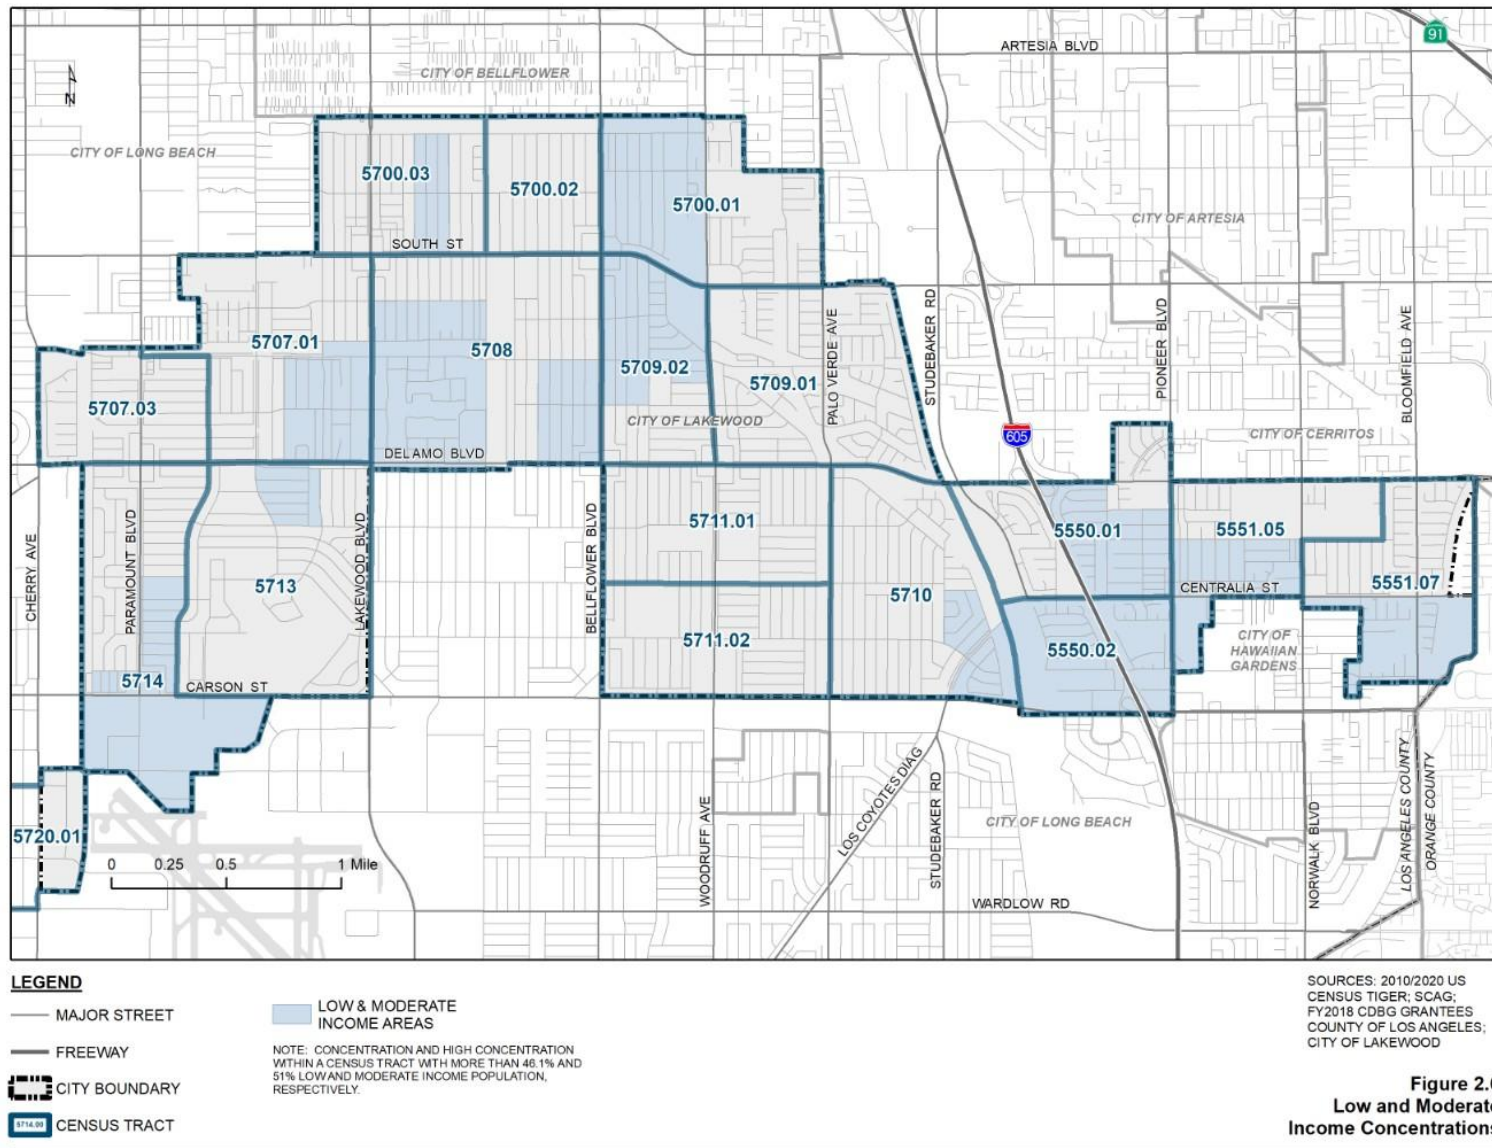 ARTESIA BLVD
91
CITY OF BELLFLOWER
N
CITY OF LONG BEACH
5700.03
5700.02
5700.01
CITY OF ARTESIA
SOUTH ST
5707.01
5708
5709.02
5709.01
PALO VERDE AVE
STUDEBAKER RD
PIONEER BLVD
BLOOMFIELD AVE
5707.03
CITY OF LAKEWOOD
605
CITY OF CERRITOS
DEL AMO BLVD
CHERRY AVE
PARAMOUNT BLVD
LAKEWOOD BLVD
BELLFLOWER BLVD
5711.01
5550.01
5551.05
5713
5710
CENTRALIA ST
5551.07
5714
5711.02
5550.02
CITY OF
HAWAIIAN
GARDENS
CARSON ST
5720.01
0 0.25 0.5 1 Mile
WOODRUFF AVE
LOS COYOTES DIAG
STUDEBAKER RD
CITY OF LONG BEACH
NORWALK BLVD
LOS ANGELES COUNTY
ORANGE COUNTY
WARDLOW RD
LEGEND
MAJOR STREET
FREEWAY
CITY BOUNDARY
5714.00
CENSUS TRACT
LOW & MODERATE
INCOME AREAS
NOTE: CONCENTRATION AND HIGH CONCENTRATION
WITHIN A CENSUS TRACT WITH MORE THAN 46.1% AND
51% LOW AND MODERATE INCOME POPULATION,
RESPECTIVELY.
SOURCES: 2010/2020 US
CENSUS TIGER; SCAG;
FY2018 CDBG GRANTEES
COUNTY OF LOS ANGELES;
CITY OF LAKEWOOD
Figure 2.
Low and Moderate
Income Concentrations